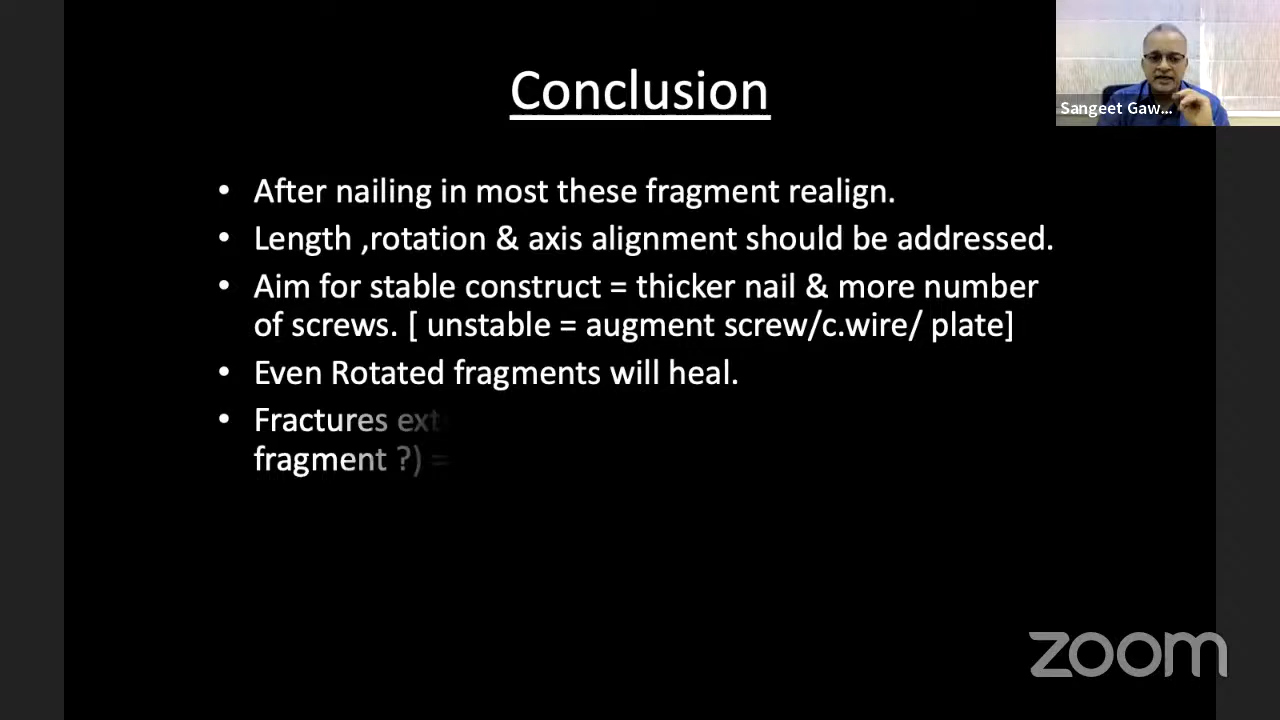 Conclusion
Sangeet Gaw...
• After nailing in most these fragment realign.
• Length ,rotation & axis alignment should be addressed.
• Aim for stable construct = thicker nail & more number
of screws. [ unstable = augment screw/c.wire/ plate]
• Even Rotated fragments will heal.
• Fractures
fragment ?) =
zoom